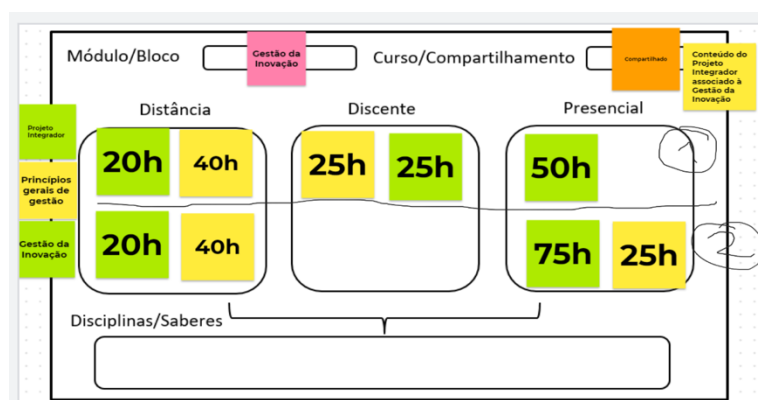 Módulo/Bloco
Gestão da
Inovação
Curso/Compartilhamento
Compartilhado
Conteúdo do
Projeto
Integrador
associado à
Gestão da
Inovação
Distância
Discente
Presencial
Projeto
Integrador
Princípios
gerais de
gestão
Gestão da
Inovação
20h
40h
25h
25h
50h
1
20h
40h
75h
25h
2
Disciplinas/Saberes